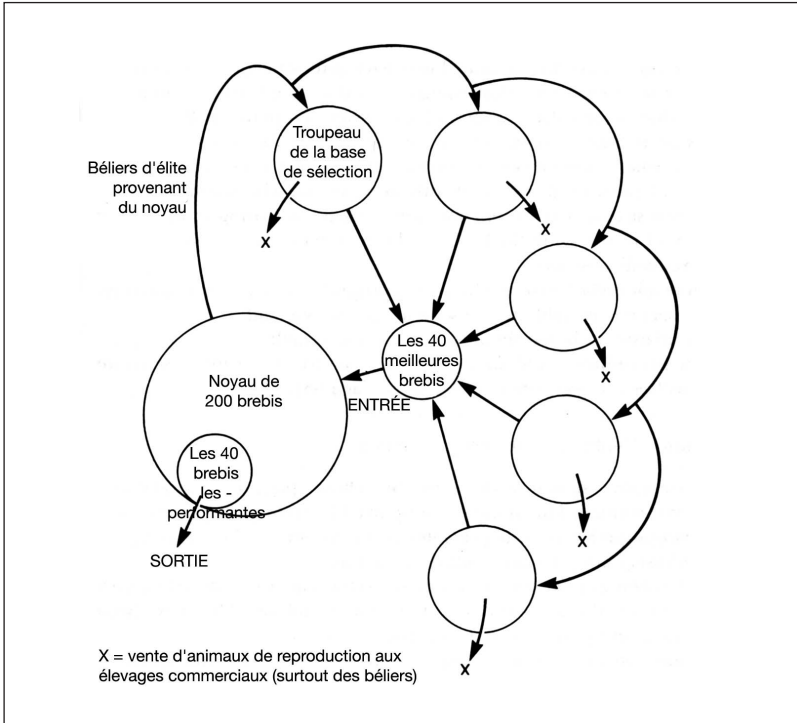 Troupeau
de la base
de sélection
Béliers d'élite
provenant
du noyau
X
X
X
X
X
Les 40
meilleures
brebis
Noyau de
200 brebis
ENTRÉE
Les 40
brebis
les -
performantes
SORTIE
X = vente d'animaux de reproduction aux
élevages commerciaux (surtout des béliers)